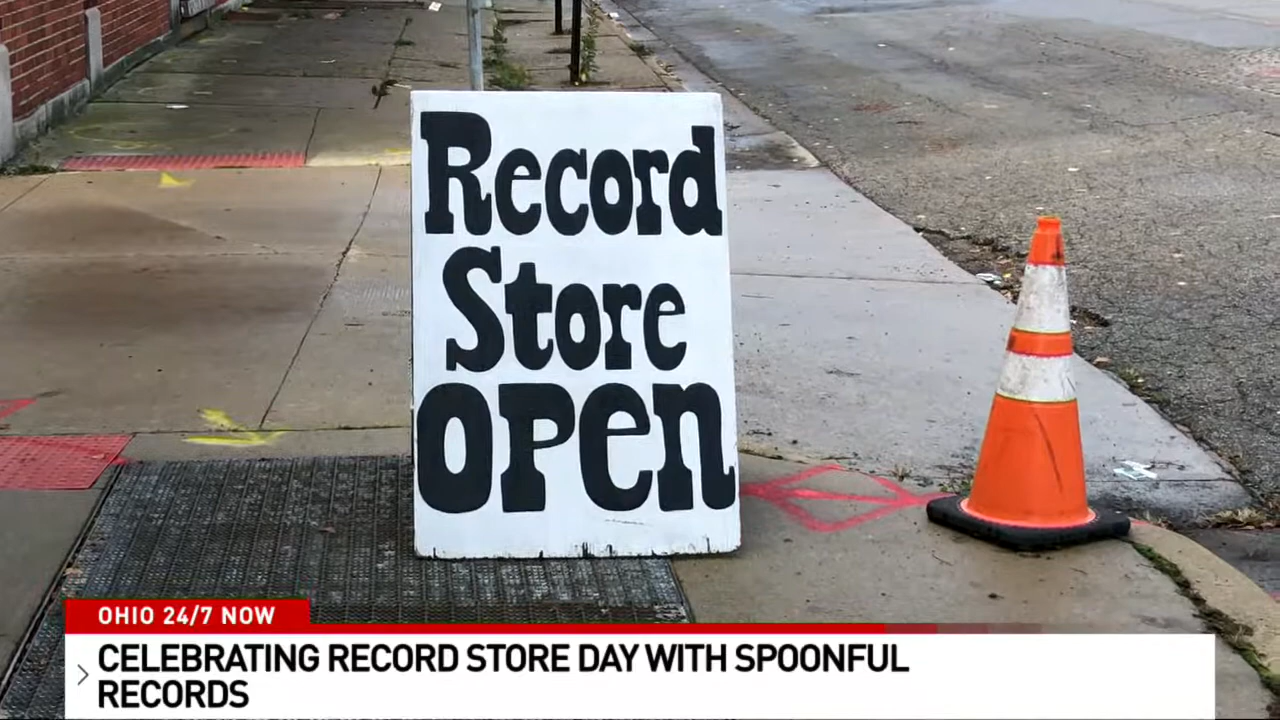 Record
Store
OPEN
OHIO 24/7 NOW
CELEBRATING RECORD STORE DAY WITH SPOONFUL
RECORDS